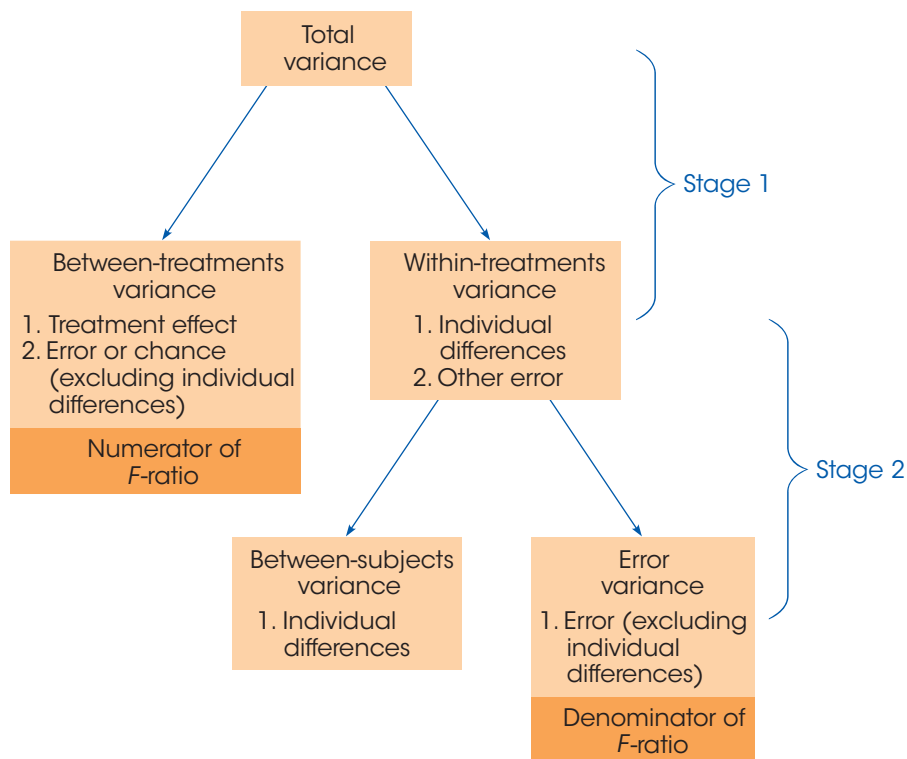 Total
variance
Stage 1
Between-treatments
variance
1. Treatment effect
2. Error or chance
(excluding individual
differences)
Numerator of
F-ratio
Within-treatments
variance
1. Individual
differences
2. Other error
Stage 2
Between-subjects
variance
1. Individual
differences
Error
variance
1. Error (excluding
individual
differences)
Denominator of
F-ratio